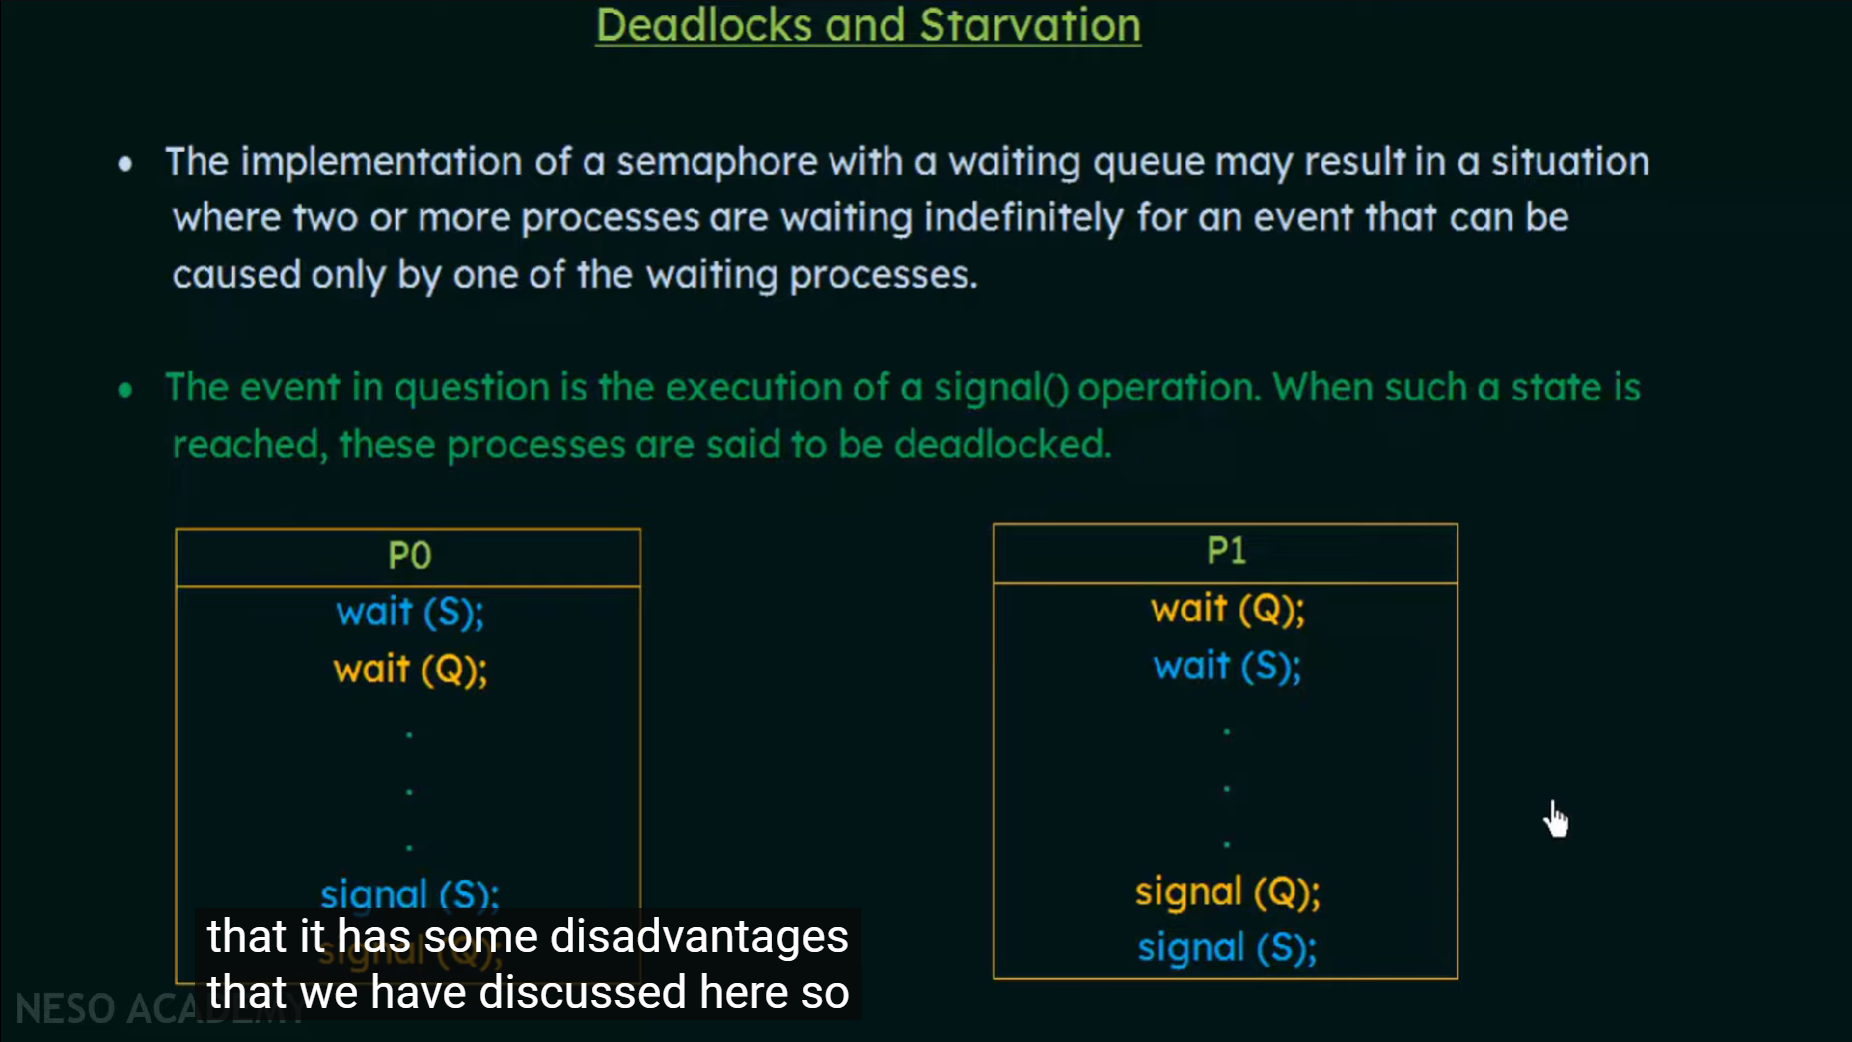 Deadlocks and Starvation
• The implementation of a semaphore with a waiting queue may result in a situation
where two or more processes are waiting indefinitely for an event that can be
caused only by one of the waiting processes.
• The event in question is the execution of a signal() operation. When such a state is
reached, these processes are said to be deadlocked.
P0
wait (S);
wait (Q);
.
.
.
signal (S);
signal (Q);
P1
wait (Q);
wait (S);
.
.
.
signal (Q);
signal (S);
that it has some disadvantages
that we have discussed here so
NESO ACADEMY